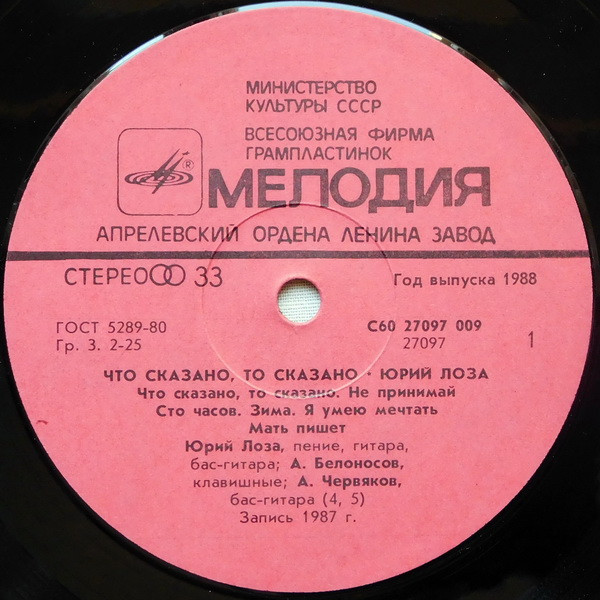 МИНИСТЕРСТВО
КУЛЬТУРЫ СССР
ВСЕСОЮЗНАЯ ФИРМА
ГРАМПЛАСТИНОК
®
МЕЛОДИЯ
АПРЕЛЕВСКИЙ ОРДЕНА ЛЕНИНА ЗАВОД
СТЕРЕО 33
Год выпуска 1988
ГОСТ 5289-80
Гр. 3. 2-25
С60 27097 009
27097
1
ЧТО СКАЗАНО, ТО СКАЗАНО · ЮРИЙ ЛОЗА
Что сказано, то сказано. Не принимай
Сто часов. Зима. Я умею мечтать
Мать пишет
Юрий Лоза, пение, гитара,
бас-гитара; А. Белоносов,
клавишные; А. Червяков,
бас-гитара (4, 5)
Запись 1987 г.